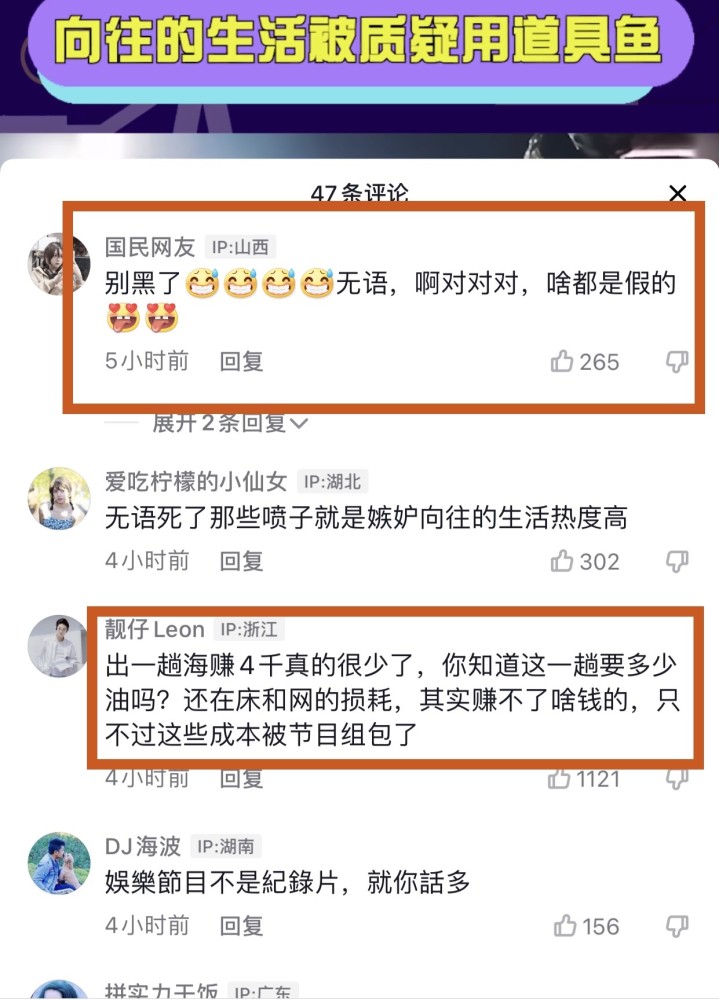 向往的生活被质疑用道具鱼
47条评论
国民网友 IP:山西
别黑了😅😅😅😅无语，啊对对对，啥都是假的
5小时前 回复 265
展开2条回复
爱吃柠檬的小仙女 IP:湖北
无语死了那些喷子就是嫉妒向往的生活热度高
4小时前 回复 302
靓仔Leon IP:浙江
出一趟海赚4千真的很少了，你知道这一趟要多少
油吗？还在床和网的损耗，其实赚不了啥钱的，只
不过这些成本被节目组包了
4小时前 回复 1121
DJ海波 IP:湖南
娛樂節目不是紀錄片，就你話多
4小时前 回复 156
拼实力干饭 IP:广东